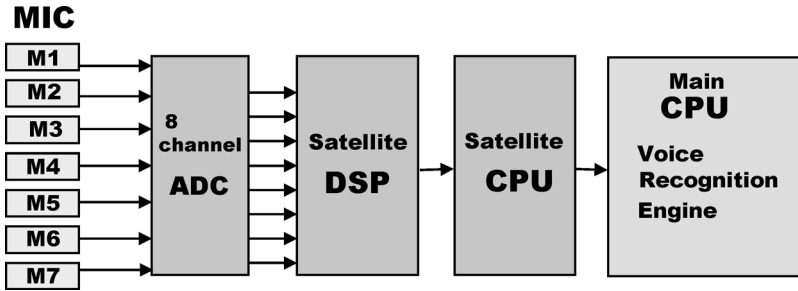 MIC
M1
M2
M3
M4
M5
M6
M7
8
channel
ADC
Satellite
DSP
Satellite
CPU
Main
CPU
Voice
Recognition
Engine